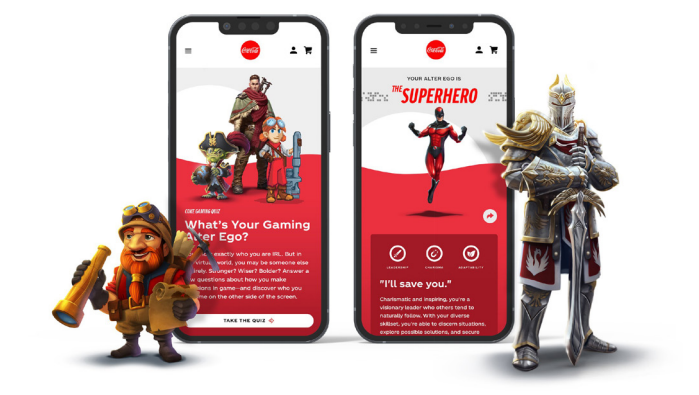 Coca-Cola
COKE GAMING QUIZ
What's Your Gaming
Alter Ego?
exactly who you are IRL. But in
world, you may be someone else
Stronger? Wiser? Bolder? Answer a
questions about how you make
in game—and discover who you
on the other side of the screen.
TAKE THE QUIZ
Coca-Cola
YOUR ALTER EGO IS
THE SUPERHERO
LEADERSHIP
ADAPTABILITY
"I'll save you."
Charismatic and inspiring, you're a
visionary leader who others tend to
naturally follow. With your diverse
skillset, you're able to discern situations,
explore possible solutions, and secure